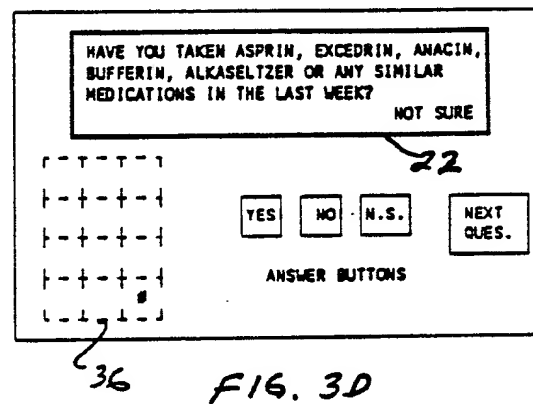 HAVE YOU TAKEN ASPRIN, EXCEDRIN, ANACIN,
BUFFERIN, ALKASELTZER OR ANY SIMILAR
MEDICATIONS IN THE LAST WEEK?
NOT SURE
22
YES NO N.S. NEXT
QUES.
#
ANSWER BUTTONS
36
FIG. 3D